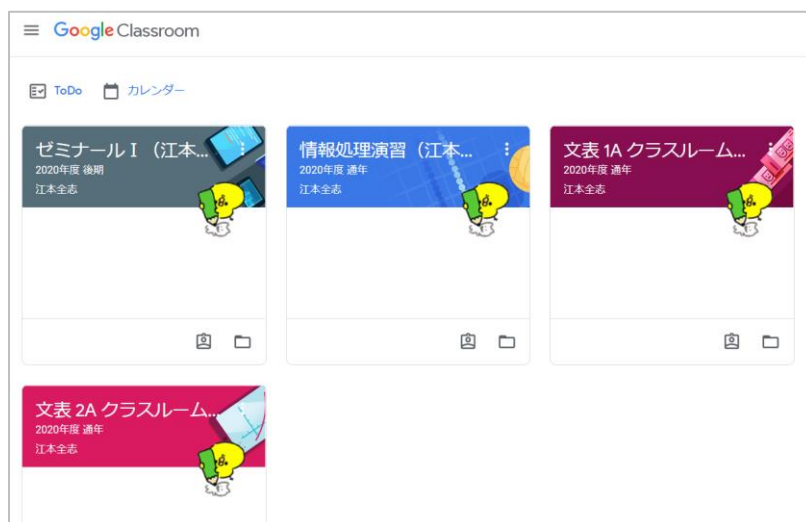 Google Classroom
ToDo カレンダー
ゼミナール I (江本...
2020年度 後期
江本全志
情報処理演習 (江本...
2020年度 通年
江本全志
文表 1A クラスルーム...
2020年度 通年
江本全志
文表 2A クラスルーム...
2020年度 通年
江本全志